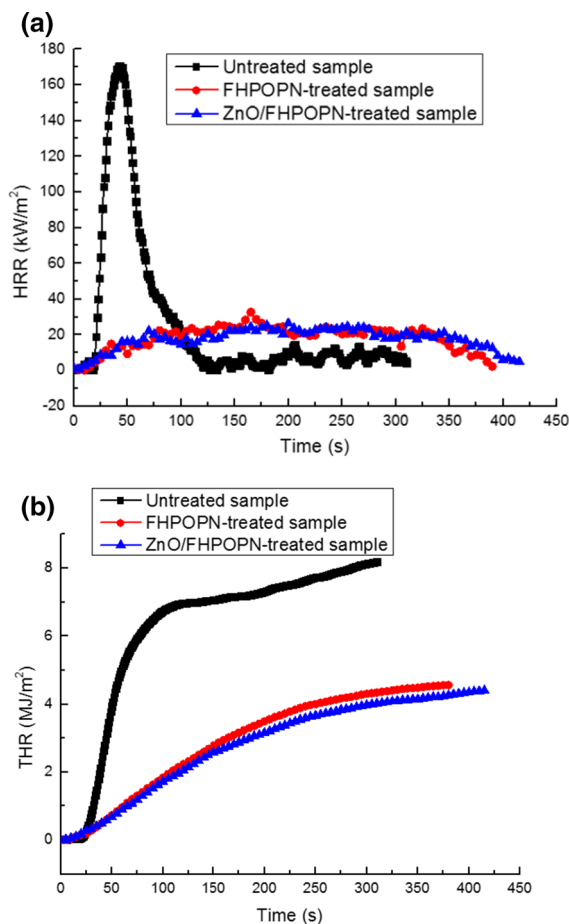 (a)
180
160
140
120
100
80
60
40
20
0
-20
HRR (kW/m²)
Untreated sample
FHPOPN-treated sample
ZnO/FHPOPN-treated sample
0 50 100 150 200 250 300 350 400 450
Time (s)
(b)
Untreated sample
FHPOPN-treated sample
ZnO/FHPOPN-treated sample
8
6
4
2
0
THR (MJ/m²)
0 50 100 150 200 250 300 350 400 450
Time (s)